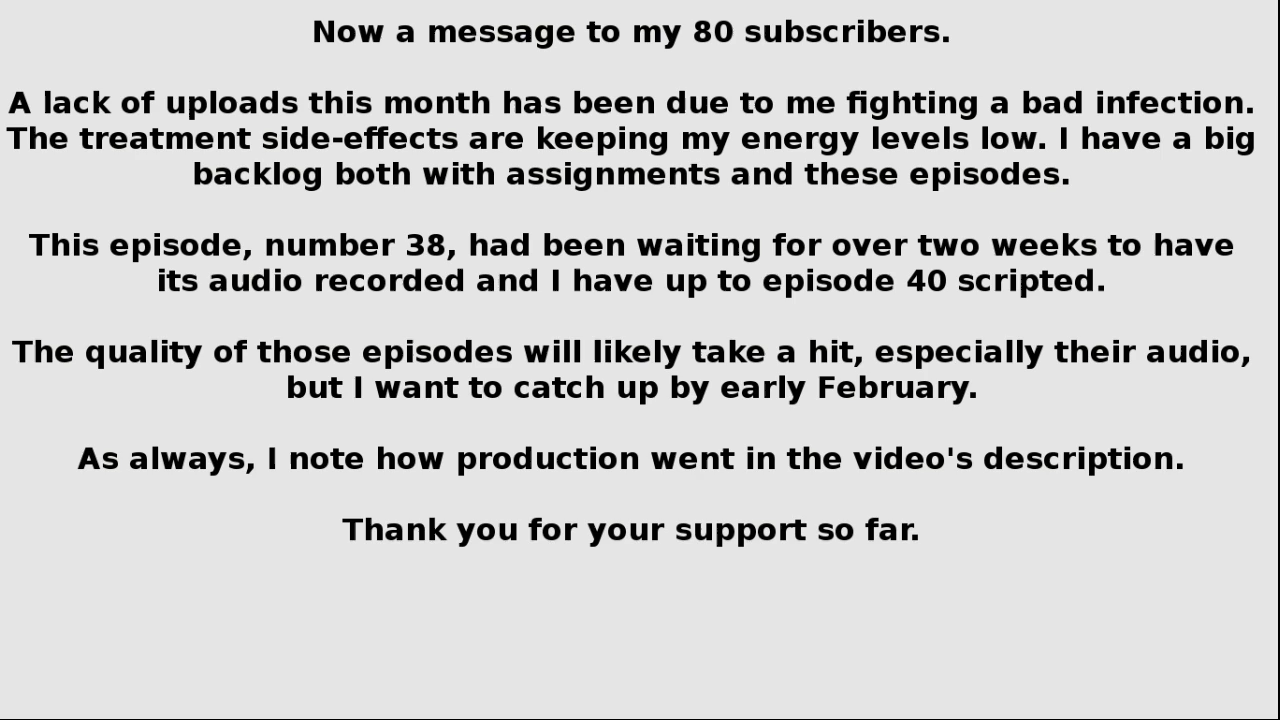 Now a message to my 80 subscribers.
A lack of uploads this month has been due to me fighting a bad infection.
The treatment side-effects are keeping my energy levels low. I have a big
backlog both with assignments and these episodes.
This episode, number 38, had been waiting for over two weeks to have
its audio recorded and I have up to episode 40 scripted.
The quality of those episodes will likely take a hit, especially their audio,
but I want to catch up by early February.
As always, I note how production went in the video's description.
Thank you for your support so far.